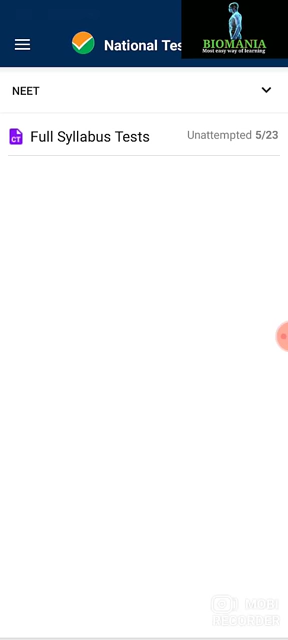 National Tes
BIOMANIA
Most easy way of learning
NEET
CT Full Syllabus Tests Unattempted 5/23
MOBI
RECORDER